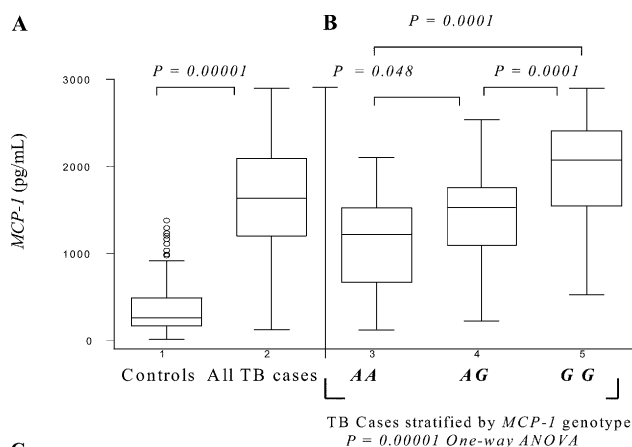 A
B
P = 0.0001
P = 0.00001
P = 0.048
P = 0.0001
MCP-1 (pg/mL)
3000
2000
1000
0
1 2 3 4 5
Controls All TB cases AA AG GG
TB Cases stratified by MCP-1 genotype
P = 0.00001 One-way ANOVA